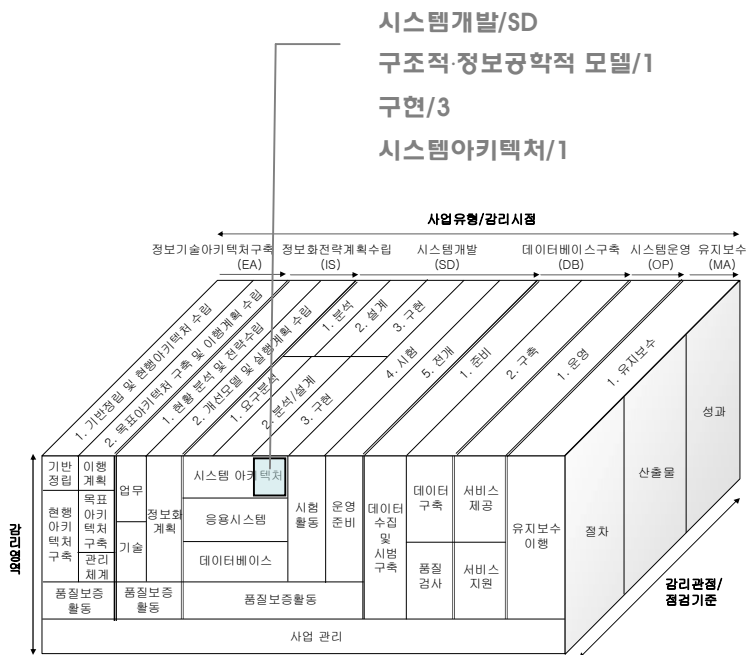 시스템개발/SD
구조적·정보공학적 모델/1
구현/3
시스템아키텍처/1
사업유형/감리시점
정보기술아키텍처구축
(EA)
정보화전략계획수립
(IS)
시스템개발
(SD)
데이터베이스구축
(DB)
시스템운영
(OP)
유지보수
(MA)
1. 기반정립 및 현행아키텍처 수립
2. 목표아키텍처 구축 및 이행계획 수립
1. 현황 분석 및 전략수립
2. 개선모델 및 실행계획 수립
1. 분석
2. 설계
3. 구현
1. 요구분석
2. 분석/설계
3. 구현
4. 시험
5. 전개
1. 준비
2. 구축
1. 운영
1. 유지보수
감리영역
기반
정립
이행
계획
현행
아키
텍처
구축
목표
아키
텍처
구축
관리
체계
품질보증
활동
업무
기술
정보화
계획
품질보증
활동
시스템 아키텍처
응용시스템
데이터베이스
시험
활동
운영
준비
품질보증활동
데이터
수집
및
시범
구축
데이터
구축
품질
검사
서비스
제공
서비스
지원
유지보수
이행
사업 관리
절차
산출물
성과
감리관점/
점검기준